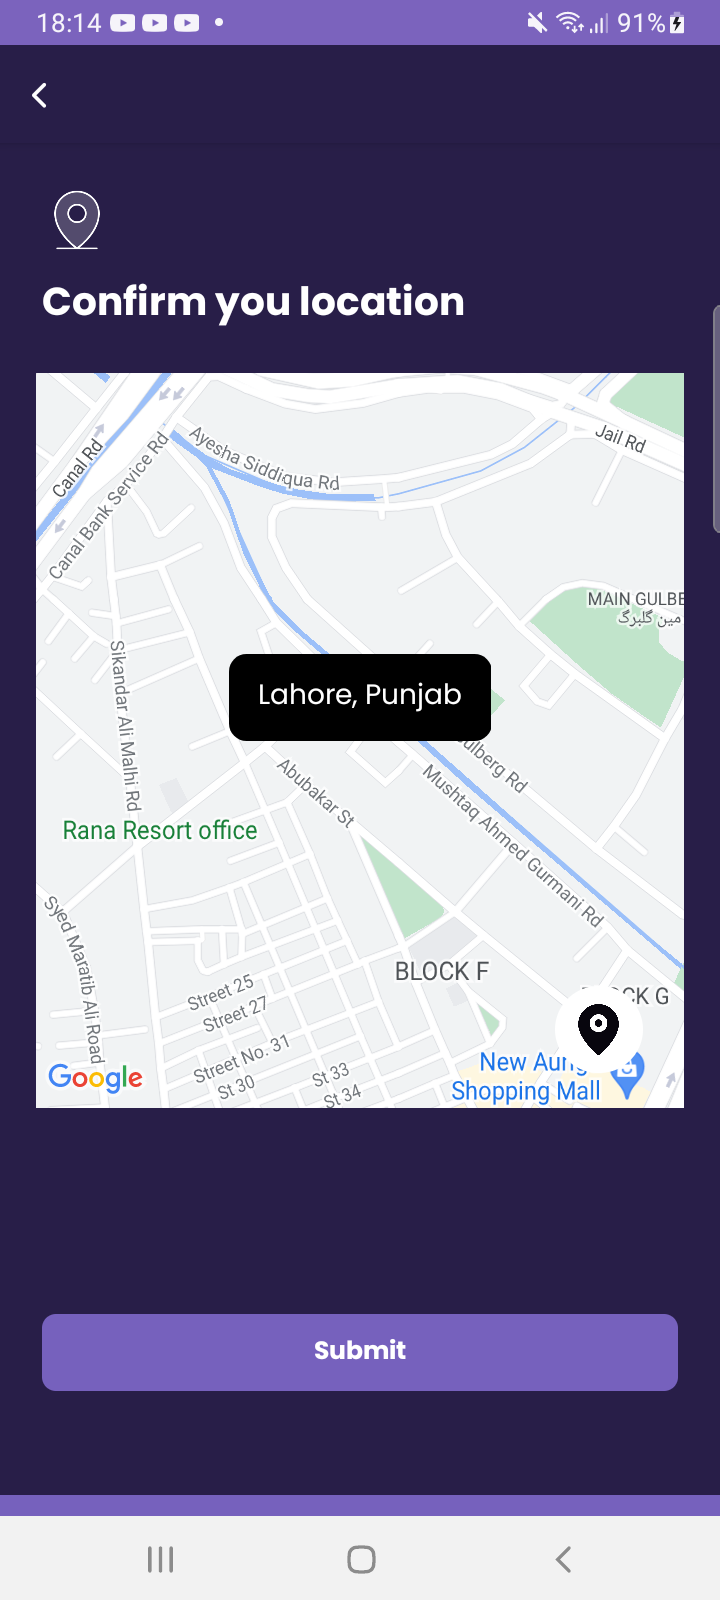 18:14
91%
Confirm you location
Jail Rd
Ayesha Siddiqua Rd
Canal Rd
Canal Bank Service Rd
MAIN GULBE
مین گلبرگ
Sikandar Ali Malhi Rd
Lahore, Punjab
ulberg Rd
Abubakar St
Mushtaq Ahmed Gurmani Rd
Rana Resort office
Syed Maratib Ali Road
BLOCK F
CK G
Street 25
Street 27
Street No. 31
St 30
St 33
St 34
New Aurg
Shopping Mall
Google
Submit